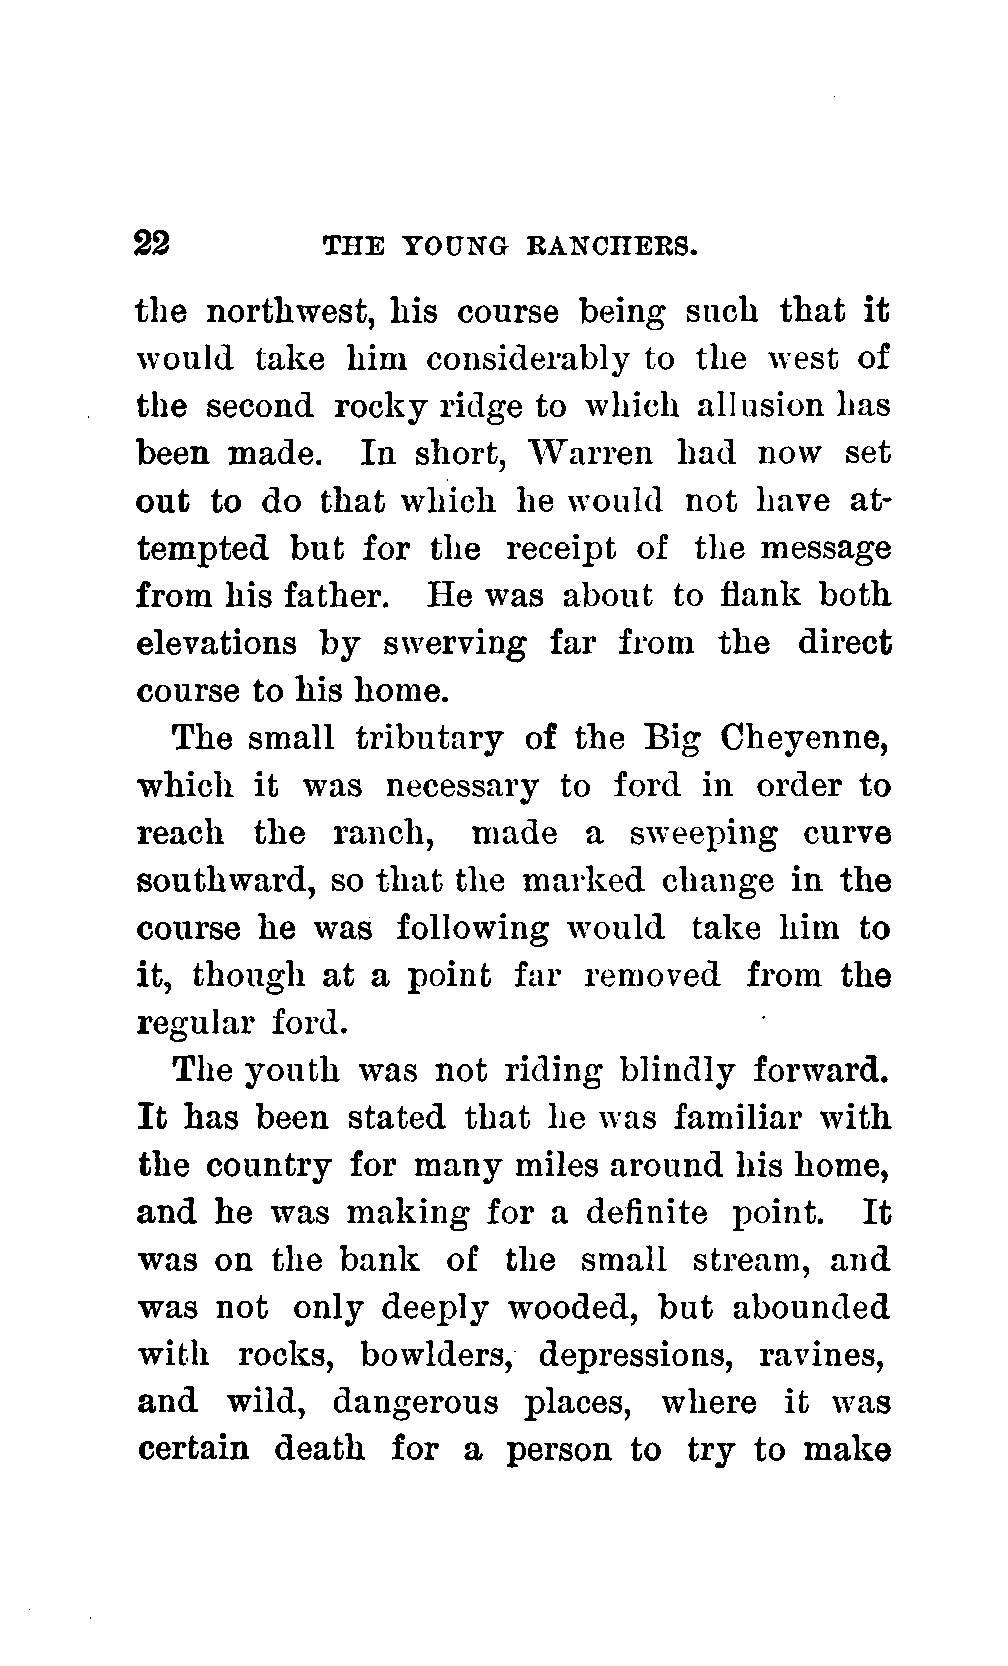 22 THE YOUNG RANCHERS.
the northwest, his course being such that it
would take him considerably to the west of
the second rocky ridge to which allusion has
been made. In short, Warren had now set
out to do that which he would not have at-
tempted but for the receipt of the message
from his father. He was about to flank both
elevations by swerving far from the direct
course to his home.
The small tributary of the Big Cheyenne,
which it was necessary to ford in order to
reach the ranch, made a sweeping curve
southward, so that the marked change in the
course he was following would take him to
it, though at a point far removed from the
regular ford.
The youth was not riding blindly forward.
It has been stated that he was familiar with
the country for many miles around his home,
and he was making for a definite point. It
was on the bank of the small stream, and
was not only deeply wooded, but abounded
with rocks, bowlders, depressions, ravines,
and wild, dangerous places, where it was
certain death for a person to try to make